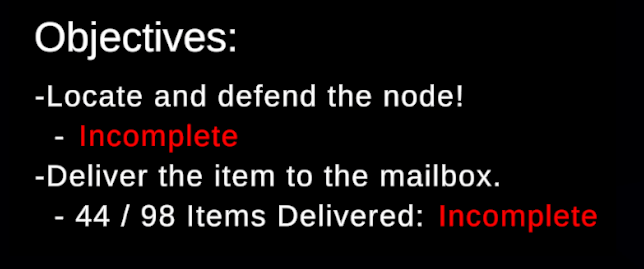 Objectives:
-Locate and defend the node!
- Incomplete
-Deliver the item to the mailbox.
- 44 / 98 Items Delivered: Incomplete